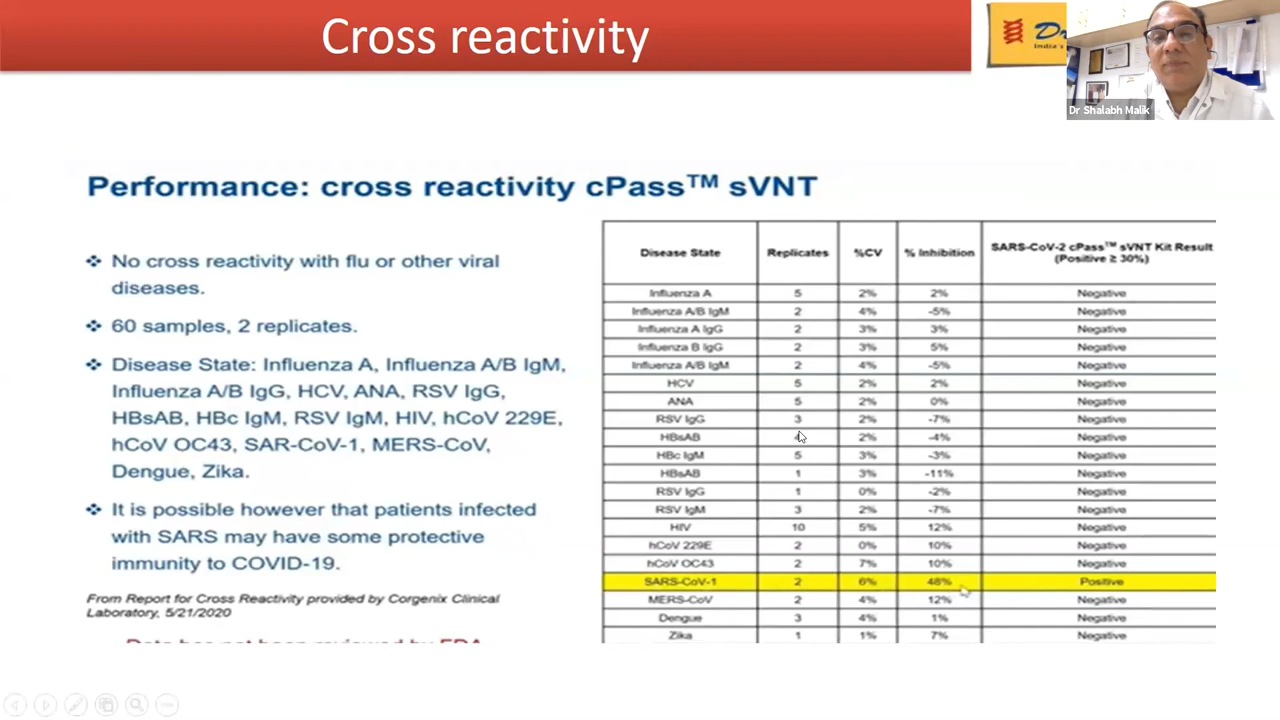 Cross reactivity
India's
Dr Shalabh Malik
Performance: cross reactivity cPass™ sVNT
❖ No cross reactivity with flu or other viral
diseases.
❖ 60 samples, 2 replicates.
❖ Disease State: Influenza A, Influenza A/B IgM,
Influenza A/B IgG, HCV, ANA, RSV IgG,
HBsAB, HBc IgM, RSV IgM, HIV, hCoV 229E,
hCoV OC43, SAR-CoV-1, MERS-CoV,
Dengue, Zika.
❖ It is possible however that patients infected
with SARS may have some protective
immunity to COVID-19.
From Report for Cross Reactivity provided by Corgenix Clinical
Laboratory, 5/21/2020
Data has not been reviewed by FDA
Disease State Replicates %CV % Inhibition SARS-CoV-2 cPass™ sVNT Kit Result
(Positive ≥ 30%)
Influenza A 5 2% 2% Negative
Influenza A/B IgM 2 4% -5% Negative
Influenza A IgG 2 3% 3% Negative
Influenza B IgG 2 3% 5% Negative
Influenza A/B IgM 2 4% -5% Negative
HCV 5 2% 2% Negative
ANA 5 2% 0% Negative
RSV IgG 3 2% -7% Negative
HBsAB 2% -4% Negative
HBc IgM 5 3% -3% Negative
HBsAB 1 3% -11% Negative
RSV IgG 1 0% -2% Negative
RSV IgM 3 2% -7% Negative
HIV 10 5% 12% Negative
hCoV 229E 2 0% 10% Negative
hCoV OC43 2 7% 10% Negative
SARS-CoV-1 2 6% 48% Positive
MERS-CoV 2 4% 12% Negative
Dengue 3 4% 1% Negative
Zika 1 1% 7% Negative